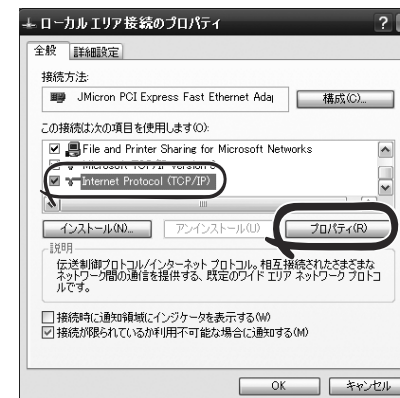 ローカル エリア接続のプロパティ
全般 詳細設定
接続方法:
JMicron PCI Express Fast Ethernet Adap
構成(C)...
この接続は次の項目を使用します(O):
File and Printer Sharing for Microsoft Networks
Microsoft TCP/IP version 6
Internet Protocol (TCP/IP)
インストール(N)... アンインストール(U) プロパティ(R)
説明
伝送制御プロトコル/インターネット プロトコル。相互接続されたさまざまな
ネットワーク間の通信を提供する、既定のワイド エリア ネットワーク プロトコ
ルです。
接続時に通知領域にインジケータを表示する(W)
接続が限られているか利用不可能な場合に通知する(M)
OK キャンセル